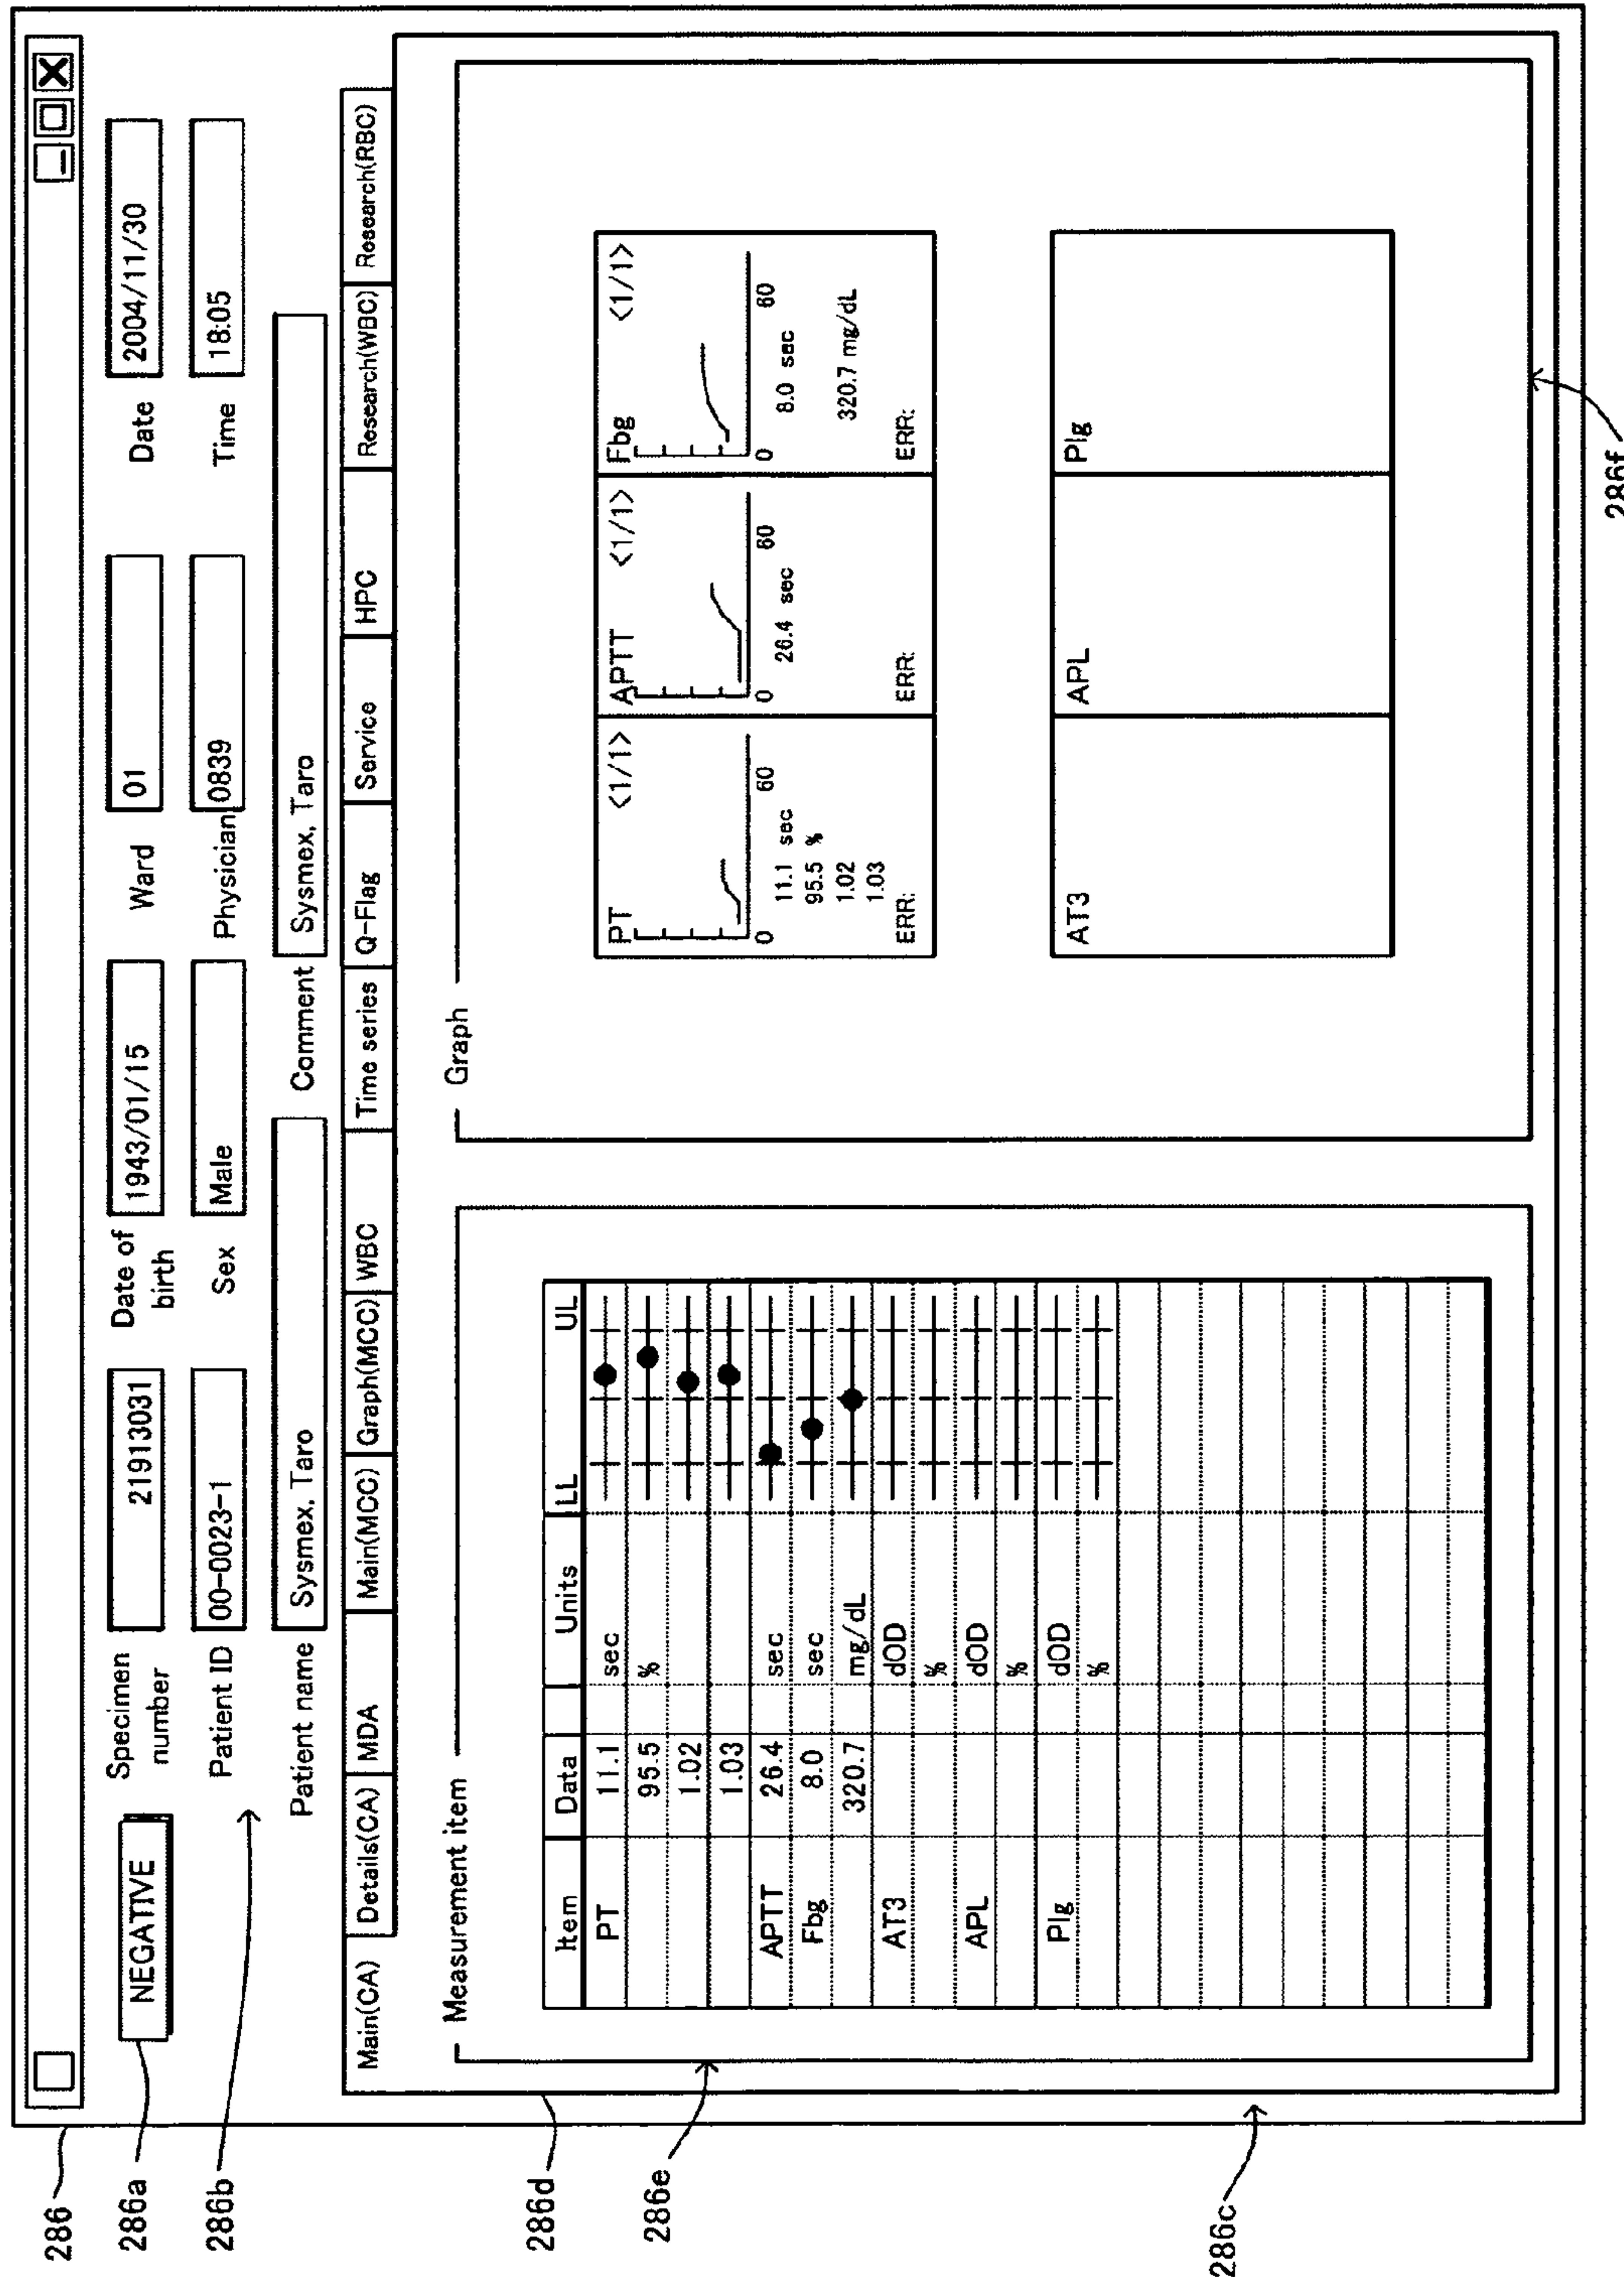 286
286a
NEGATIVE
286b
Specimen number 21913031
Date of birth 1943/01/15
Ward 01
Date 2004/11/30
Patient ID 00-0023-1
Sex Male
Physician 0839
Time 18:05
Patient name Sysmex, Taro
Comment Sysmex, Taro
Main(CA) Details(CA) MDA Main(MCC) Graph(MCC) WBC Time series Q-Flag Service HPC Research(WBC) Research(RBC)
286d
286e
286c
Measurement item
Item Data Units LL UL
PT 11.1 sec
95.5 %
1.02
1.03
APTT 26.4 sec
Fbg 8.0 sec
320.7 mg/dL
AT3 dOD
%
APL dOD
%
Plg dOD
%
Graph
PT <1/1>
0 60
11.1 sec
95.5 %
1.02
1.03
ERR:
APTT <1/1>
0 60
26.4 sec
ERR:
Fbg <1/1>
0 60
8.0 sec
320.7 mg/dL
ERR:
AT3
APL
Plg
286f